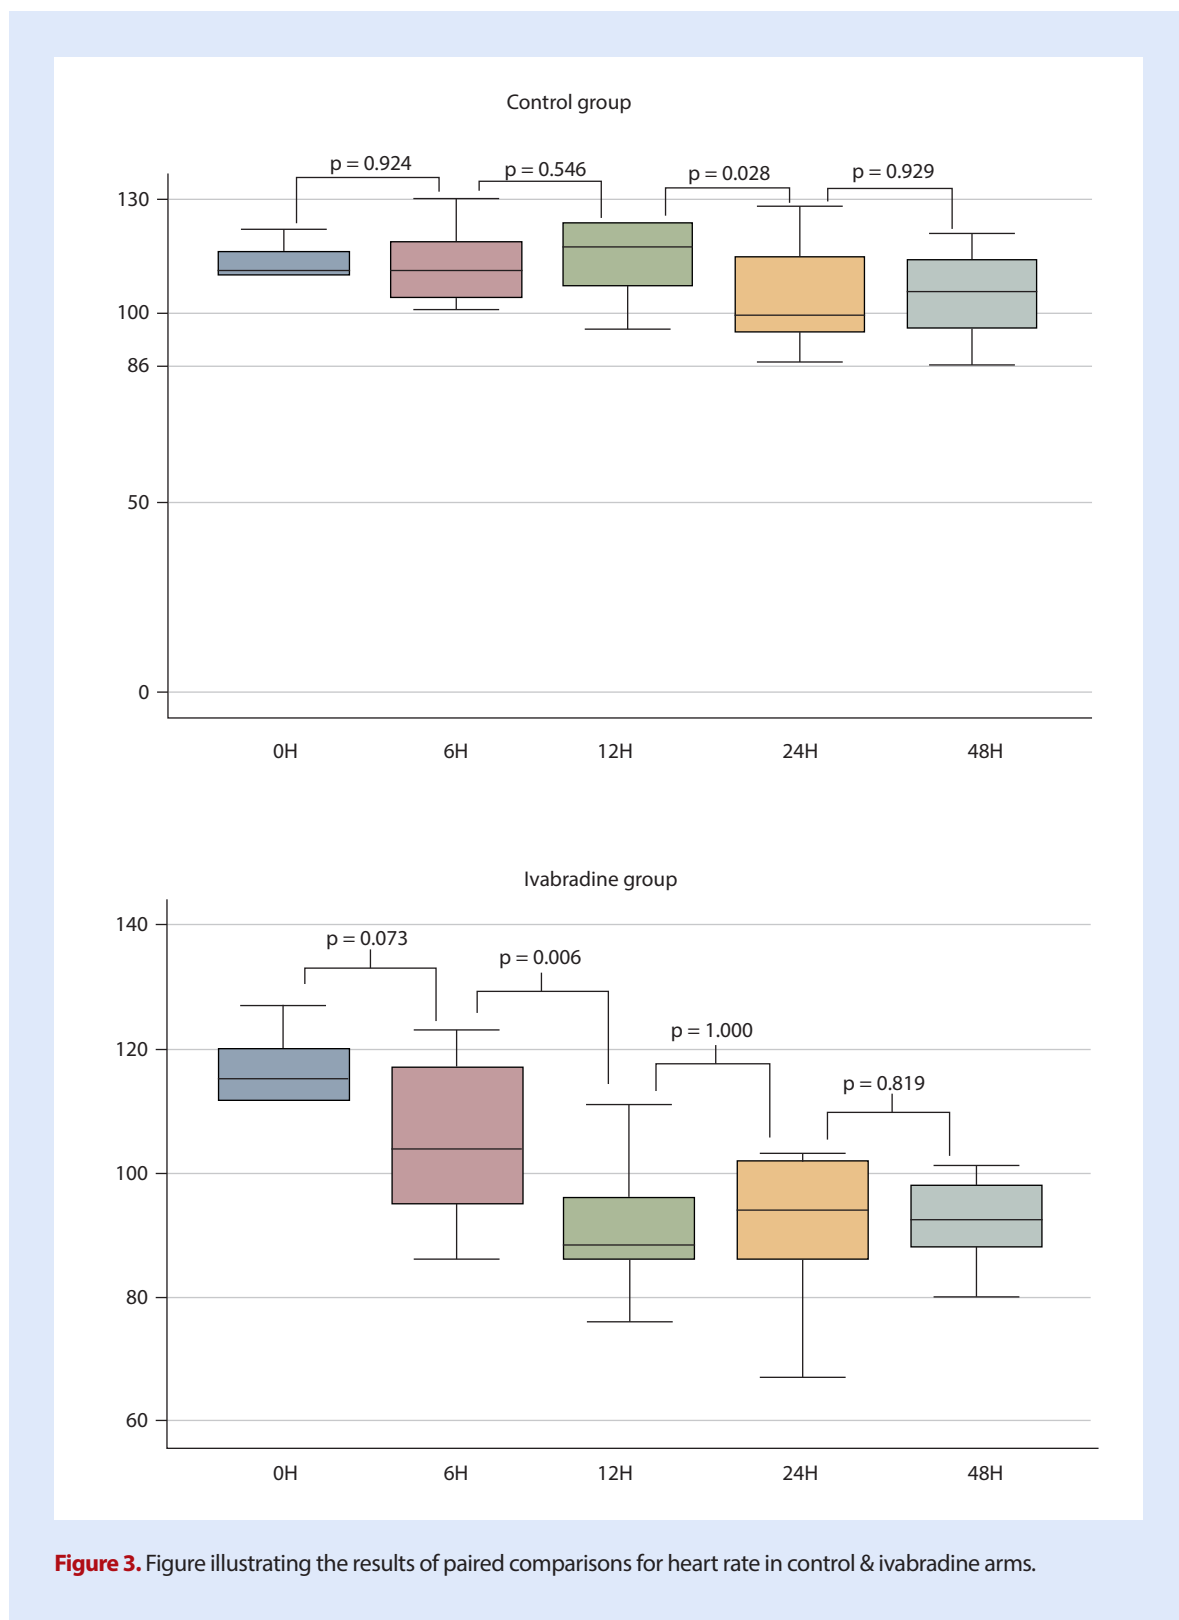 Control group
p = 0.924
p = 0.546
p = 0.028
p = 0.929
130
100
86
50
0
0H 6H 12H 24H 48H
Ivabradine group
140
p = 0.073
p = 0.006
120
p = 1.000
p = 0.819
100
80
60
0H 6H 12H 24H 48H
Figure 3. Figure illustrating the results of paired comparisons for heart rate in control & ivabradine arms.